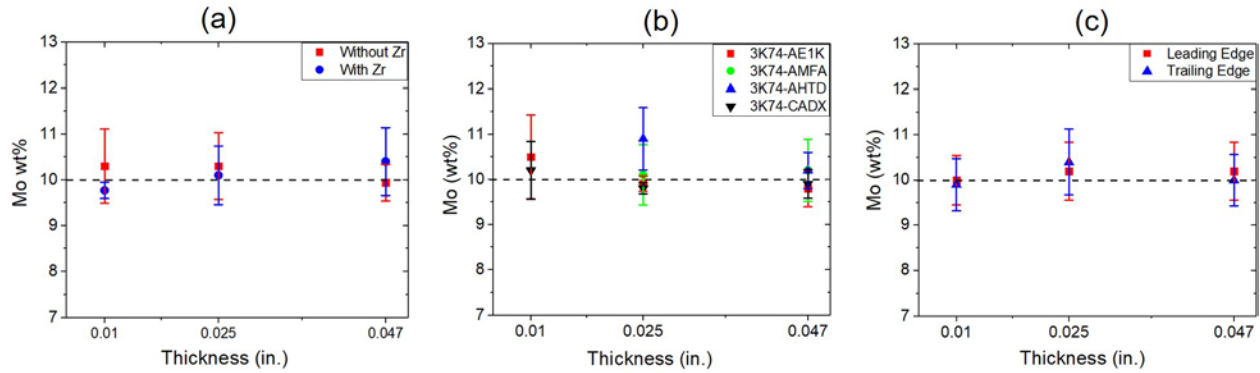 (a)
13
12
11
10
9
8
7
Mo wt%
Without Zr
With Zr
0.01
0.025
0.047
Thickness (in.)
(b)
13
12
11
10
9
8
7
Mo (wt%)
3K74-AE1K
3K74-AMFA
3K74-AHTD
3K74-CADX
0.01
0.025
0.047
Thickness (in.)
(c)
13
12
11
10
9
8
7
Mo (wt%)
Leading Edge
Trailing Edge
0.01
0.025
0.047
Thickness (in.)